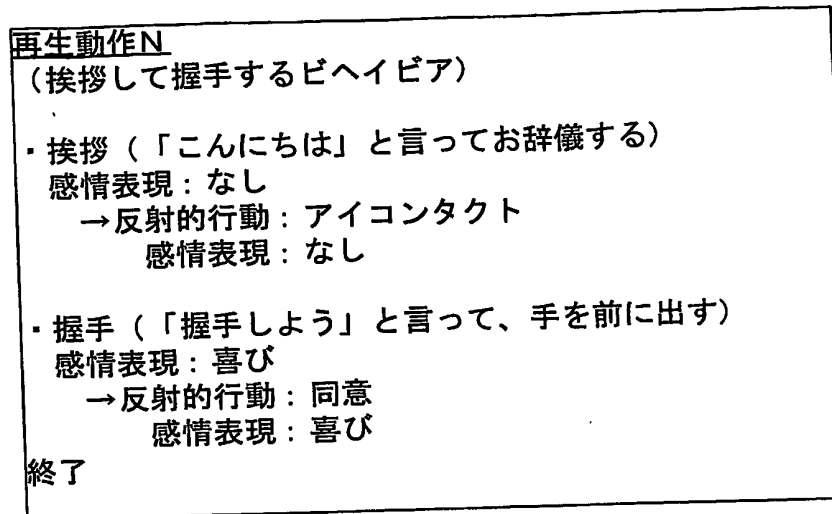 再生動作N
（挨拶して握手するビヘイビア）
・挨拶（「こんにちは」と言ってお辞儀する）
感情表現：なし
→反射的行動：アイコンタクト
感情表現：なし
・握手（「握手しよう」と言って、手を前に出す）
感情表現：喜び
→反射的行動：同意
感情表現：喜び
終了